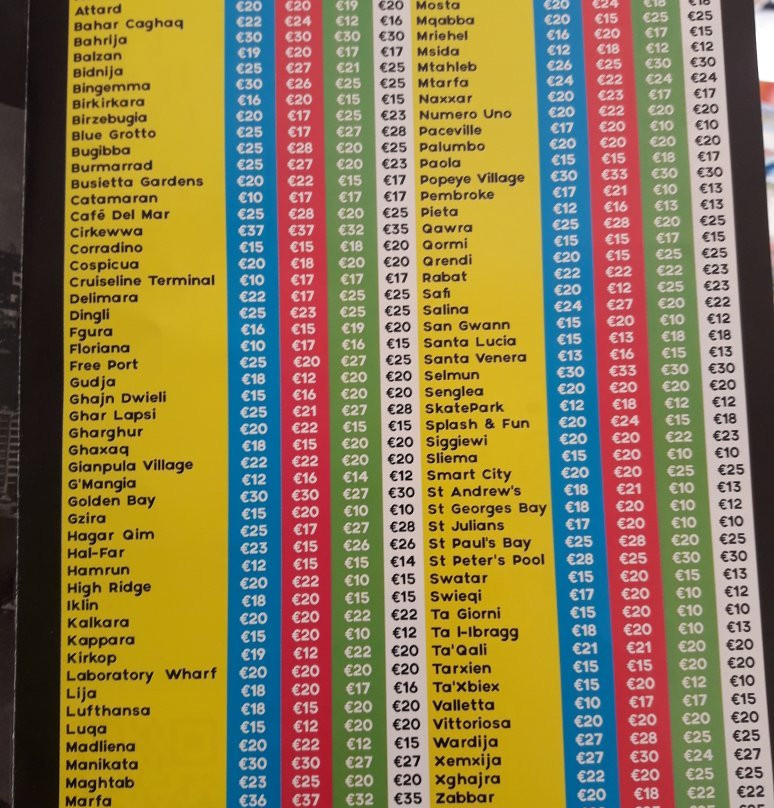 Attard €20 €20 €19 €20
Bahar Caghaq €22 €24 €12 €16
Bahrija €30 €30 €30 €30
Balzan €19 €20 €17 €17
Bidnija €25 €27 €21 €25
Bingemma €30 €26 €25 €25
Birkirkara €16 €20 €15 €15
Birzebugia €20 €17 €25 €23
Blue Grotto €25 €17 €27 €28
Bugibba €25 €28 €20 €25
Burmarrad €25 €27 €20 €23
Busietta Gardens €20 €22 €15 €17
Catamaran €10 €17 €17 €17
Café Del Mar €25 €28 €20 €25
Cirkewwa €37 €37 €32 €35
Corradino €15 €15 €18 €20
Cospicua €20 €18 €20 €20
Cruiseline Terminal €10 €17 €17 €17
Delimara €22 €17 €25 €25
Dingli €25 €23 €25 €25
Fgura €16 €15 €19 €20
Floriana €10 €17 €16 €15
Free Port €25 €20 €27 €25
Gudja €18 €12 €20 €20
Ghajn Dwieli €15 €16 €20 €20
Ghar Lapsi €25 €21 €27 €28
Gharghur €20 €22 €15 €15
Ghaxaq €18 €15 €20 €20
Gianpula Village €22 €22 €20 €20
G'Mangia €12 €16 €14 €12
Golden Bay €30 €30 €27 €30
Gzira €15 €20 €10 €10
Hagar Qim €25 €17 €27 €28
Hal-Far €23 €15 €26 €26
Hamrun €12 €15 €15 €14
High Ridge €20 €22 €10 €15
Iklin €18 €20 €15 €15
Kalkara €20 €20 €22 €22
Kappara €15 €20 €10 €12
Kirkop €19 €12 €22 €20
Laboratory Wharf €20 €20 €20 €20
Lija €18 €20 €17 €16
Lufthansa €18 €15 €20 €20
Luqa €15 €12 €20 €20
Madliena €20 €22 €12 €15
Manikata €30 €30 €27 €27
Maghtab €23 €25 €20 €20
Marfa €36 €37 €32 €35
Mosta €20 €24 €18 €18
Mqabba €20 €15 €25 €25
Mriehel €16 €20 €17 €15
Msida €12 €18 €12 €12
Mtahleb €26 €25 €30 €30
Mtarfa €24 €22 €24 €24
Naxxar €20 €23 €17 €17
Numero Uno €20 €22 €20 €20
Paceville €17 €20 €10 €10
Palumbo €20 €20 €20 €20
Paola €15 €15 €18 €17
Popeye Village €30 €33 €30 €30
Pembroke €17 €21 €10 €13
Pieta €12 €16 €13 €13
Qawra €25 €28 €20 €25
Qormi €15 €15 €17 €15
Qrendi €20 €15 €25 €25
Rabat €22 €22 €22 €23
Safi €20 €12 €25 €23
Salina €24 €27 €20 €22
San Gwann €15 €20 €10 €12
Santa Lucia €15 €13 €18 €18
Santa Venera €13 €16 €15 €13
Selmun €30 €33 €30 €30
Senglea €20 €20 €20 €20
SkatePark €12 €18 €12 €12
Splash & Fun €20 €24 €15 €18
Siggiewi €20 €20 €22 €23
Sliema €15 €20 €10 €10
Smart City €20 €20 €25 €25
St Andrew's €18 €21 €10 €13
St Georges Bay €18 €20 €10 €12
St Julians €17 €20 €10 €10
St Paul's Bay €25 €28 €20 €25
St Peter's Pool €28 €25 €30 €30
Swatar €15 €20 €15 €13
Swieqi €17 €20 €10 €12
Ta Giorni €15 €20 €10 €10
Ta l-Ibragg €18 €20 €10 €13
Ta'Qali €21 €21 €20 €20
Tarxien €15 €15 €20 €20
Ta'Xbiex €15 €20 €12 €10
Valletta €10 €17 €17 €15
Vittoriosa €20 €20 €20 €20
Wardija €27 €28 €25 €25
Xemxija €27 €30 €24 €27
Xghajra €22 €20 €25 €25
Zabbar €20 €18 €22 €22